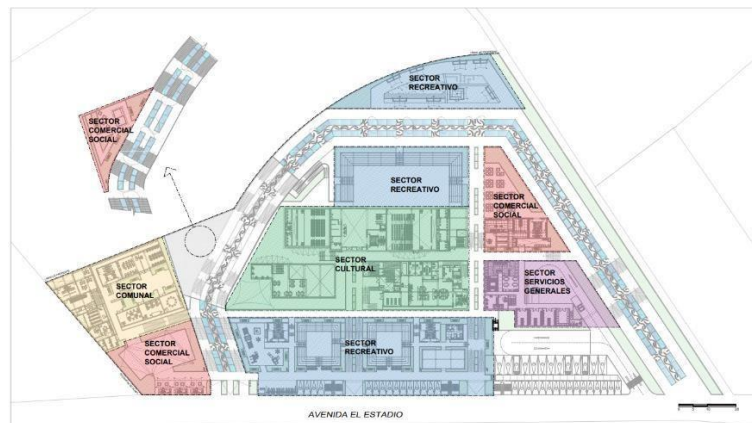 SECTOR
RECREATIVO
SECTOR
COMERCIAL
SOCIAL
SECTOR
RECREATIVO
SECTOR
COMERCIAL
SOCIAL
SECTOR
CULTURAL
SECTOR
COMUNAL
SECTOR
SERVICIOS
GENERALES
SECTOR
COMERCIAL
SOCIAL
SECTOR
RECREATIVO
AVENIDA EL ESTADIO